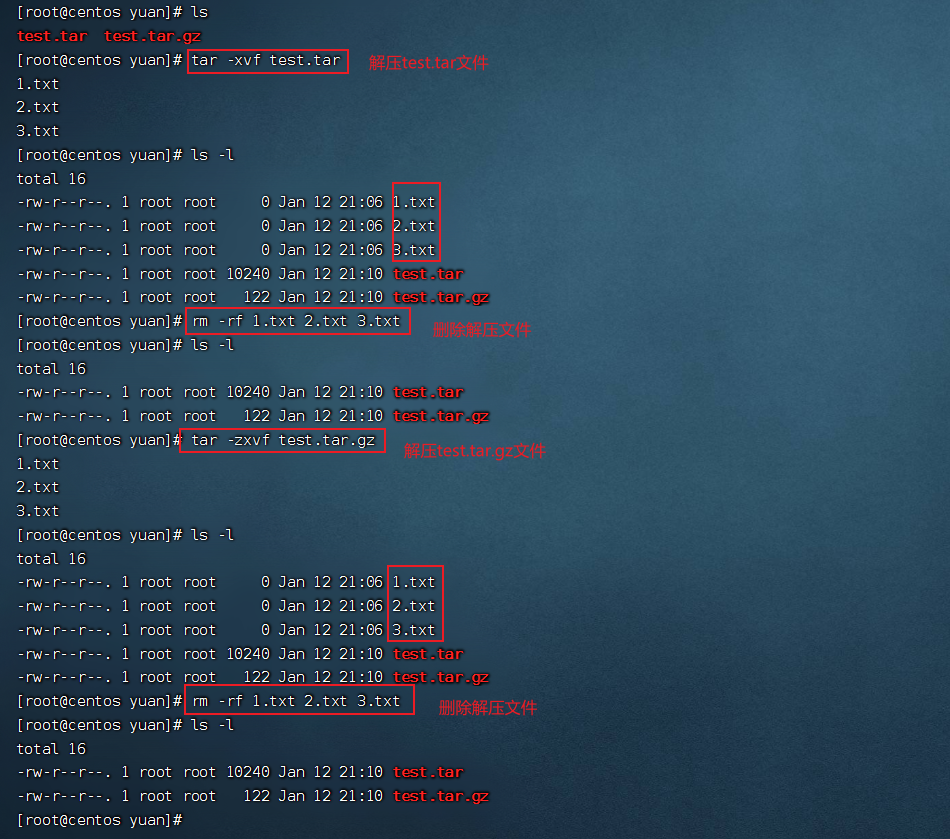 [root@centos yuan]# ls
test.tar  test.tar.gz
[root@centos yuan]# tar -xvf test.tar 解压test.tar文件
1.txt
2.txt
3.txt
[root@centos yuan]# ls -l
total 16
-rw-r--r--. 1 root root     0 Jan 12 21:06 1.txt
-rw-r--r--. 1 root root     0 Jan 12 21:06 2.txt
-rw-r--r--. 1 root root     0 Jan 12 21:06 3.txt
-rw-r--r--. 1 root root 10240 Jan 12 21:10 test.tar
-rw-r--r--. 1 root root   122 Jan 12 21:10 test.tar.gz
[root@centos yuan]# rm -rf 1.txt 2.txt 3.txt 删除解压文件
[root@centos yuan]# ls -l
total 16
-rw-r--r--. 1 root root 10240 Jan 12 21:10 test.tar
-rw-r--r--. 1 root root   122 Jan 12 21:10 test.tar.gz
[root@centos yuan]# tar -zxvf test.tar.gz 解压test.tar.gz文件
1.txt
2.txt
3.txt
[root@centos yuan]# ls -l
total 16
-rw-r--r--. 1 root root     0 Jan 12 21:06 1.txt
-rw-r--r--. 1 root root     0 Jan 12 21:06 2.txt
-rw-r--r--. 1 root root     0 Jan 12 21:06 3.txt
-rw-r--r--. 1 root root 10240 Jan 12 21:10 test.tar
-rw-r--r--. 1 root root   122 Jan 12 21:10 test.tar.gz
[root@centos yuan]# rm -rf 1.txt 2.txt 3.txt 删除解压文件
[root@centos yuan]# ls -l
total 16
-rw-r--r--. 1 root root 10240 Jan 12 21:10 test.tar
-rw-r--r--. 1 root root   122 Jan 12 21:10 test.tar.gz
[root@centos yuan]#